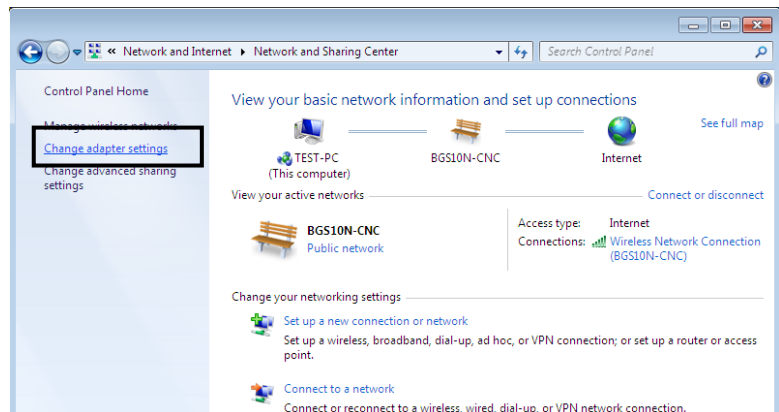 « Network and Internet ▸ Network and Sharing Center
Search Control Panel
Control Panel Home
Manage wireless networks
Change adapter settings
Change advanced sharing
settings
View your basic network information and set up connections
See full map
TEST-PC
(This computer)
BGS10N-CNC
Internet
View your active networks
Connect or disconnect
BGS10N-CNC
Public network
Access type: Internet
Connections: Wireless Network Connection
(BGS10N-CNC)
Change your networking settings
Set up a new connection or network
Set up a wireless, broadband, dial-up, ad hoc, or VPN connection; or set up a router or access
point.
Connect to a network
Connect or reconnect to a wireless, wired, dial-up, or VPN network connection.